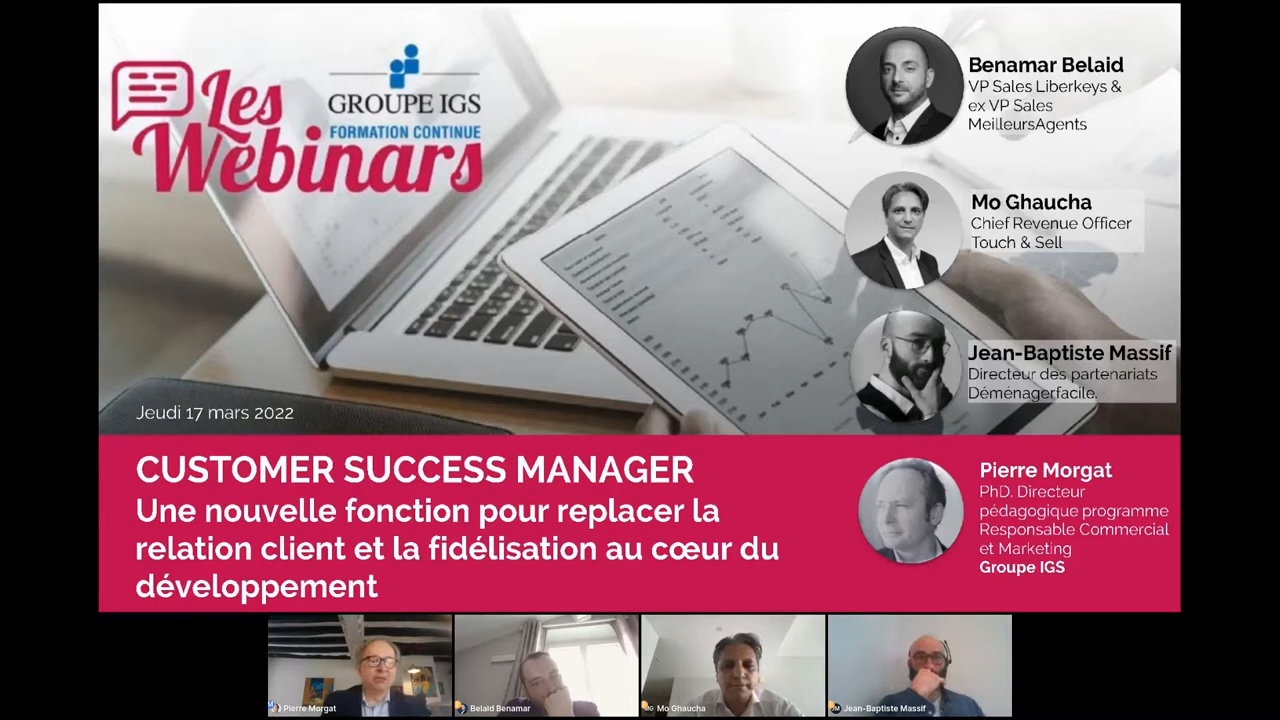 Les
Webinars
GROUPE IGS
FORMATION CONTINUE
Benamar Belaid
VP Sales Liberkeys &
ex VP Sales
MeilleursAgents
Mo Ghaucha
Chief Revenue Officer
Touch & Sell
Jean-Baptiste Massif
Directeur des partenariats
Déménagerfacile.
Jeudi 17 mars 2022
CUSTOMER SUCCESS MANAGER
Une nouvelle fonction pour replacer la
relation client et la fidélisation au cœur du
développement
Pierre Morgat
PhD. Directeur
pédagogique programme
Responsable Commercial
et Marketing
Groupe IGS
Pierre Morgat
Belaid Benamar
Mo Ghaucha
Jean-Baptiste Massif